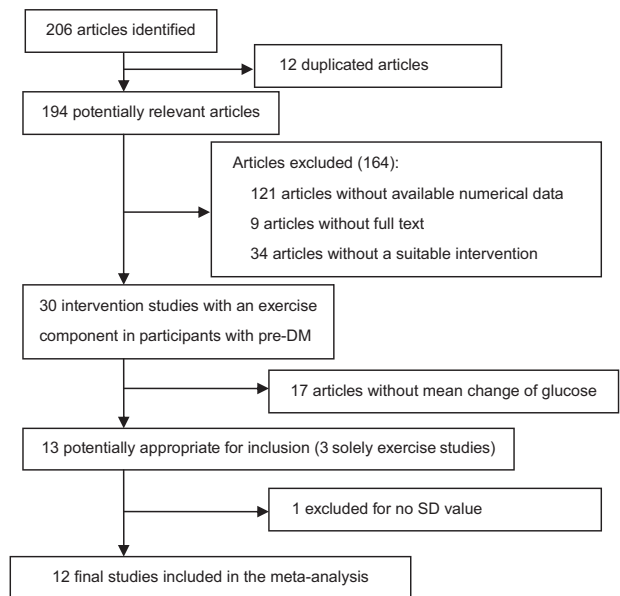 206 articles identified
12 duplicated articles
194 potentially relevant articles
Articles excluded (164):
121 articles without available numerical data
9 articles without full text
34 articles without a suitable intervention
30 intervention studies with an exercise
component in participants with pre-DM
17 articles without mean change of glucose
13 potentially appropriate for inclusion (3 solely exercise studies)
1 excluded for no SD value
12 final studies included in the meta-analysis